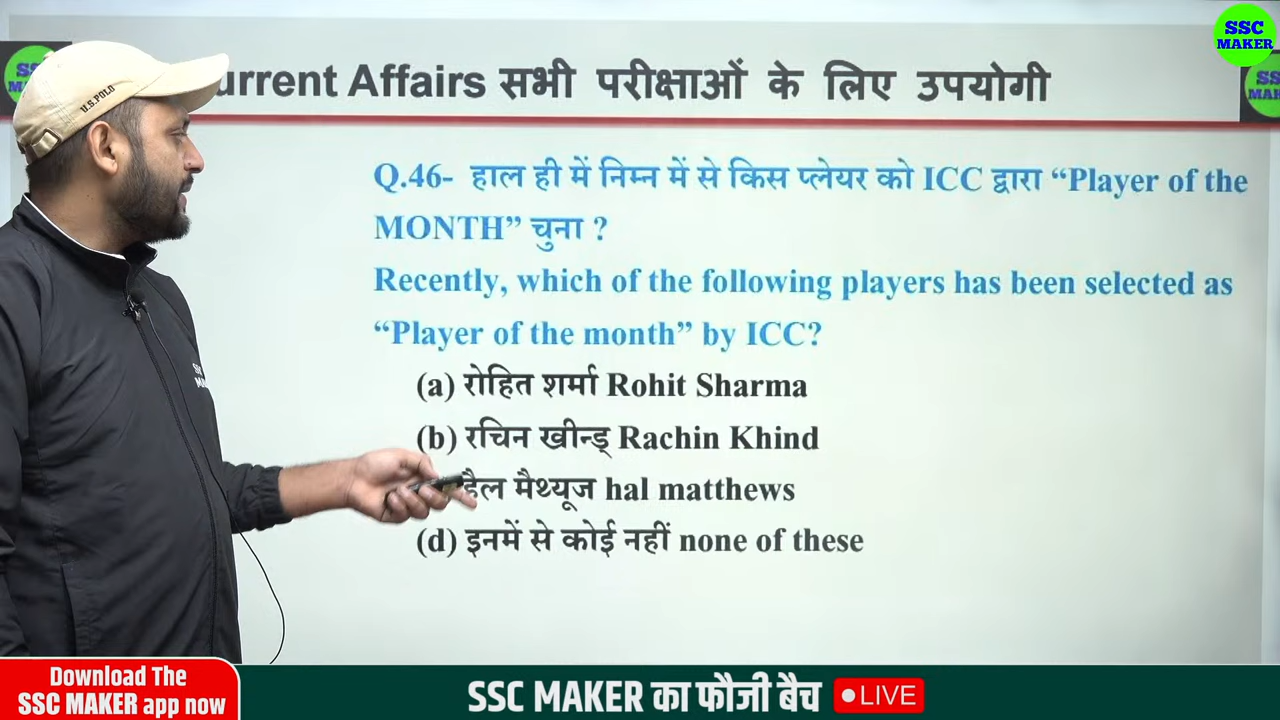 SSC
MAKER
urrent Affairs सभी परीक्षाओं के लिए उपयोगी
U.S.POLO
Q.46- हाल ही में निम्न में से किस प्लेयर को ICC द्वारा “Player of the
MONTH” चुना ?
Recently, which of the following players has been selected as
“Player of the month” by ICC?
(a) रोहित शर्मा Rohit Sharma
(b) रचिन खीन्ड् Rachin Khind
हैल मैथ्यूज hal matthews
(d) इनमें से कोई नहीं none of these
Download The
SSC MAKER app now
SSC MAKER का फौजी बैच
LIVE